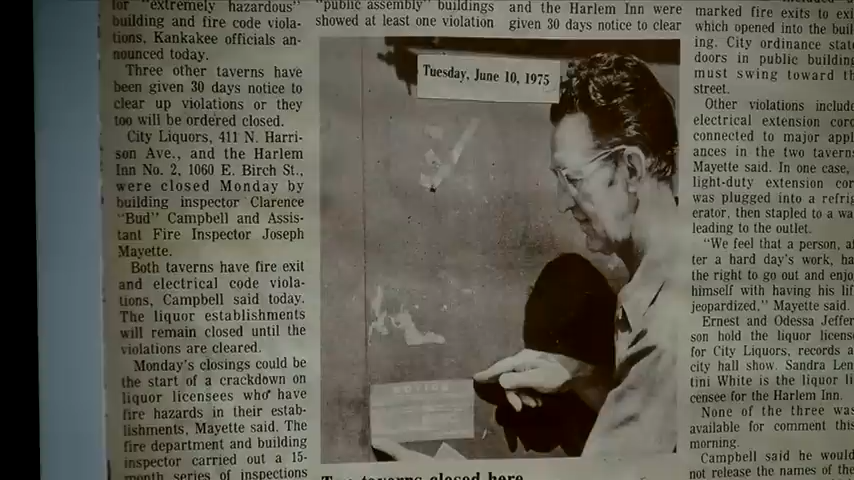 for "extremely hazardous"
building and fire code viola-
tions, Kankakee officials an-
nounced today.
Three other taverns have
been given 30 days notice to
clear up violations or they
too will be ordered closed.
City Liquors, 411 N. Harri-
son Ave., and the Harlem
Inn No. 2, 1060 E. Birch St.,
were closed Monday by
building inspector Clarence
"Bud" Campbell and Assis-
tant Fire Inspector Joseph
Mayette.
Both taverns have fire exit
and electrical code viola-
tions, Campbell said today.
The liquor establishments
will remain closed until the
violations are cleared.
Monday's closings could be
the start of a crackdown on
liquor licensees who have
fire hazards in their estab-
lishments, Mayette said. The
fire department and building
inspector carried out a 15-
month series of inspections
"public assembly" buildings
showed at least one violation
and the Harlem Inn were
given 30 days notice to clear
Tuesday, June 10, 1975
NOTICE
Two taverns closed here
marked fire exits to exi
which opened into the buil
ing. City ordinance stat
doors in public building
must swing toward th
street.
Other violations include
electrical extension cord
connected to major appl
ances in the two taverns
Mayette said. In one case,
light-duty extension cor
was plugged into a refrig
erator, then stapled to a wa
leading to the outlet.
"We feel that a person, af
ter a hard day's work, ha
the right to go out and enjo
himself with having his lif
jeopardized," Mayette said.
Ernest and Odessa Jeffer
son hold the liquor license
for City Liquors, records a
city hall show. Sandra Len
tini White is the liquor li
censee for the Harlem Inn.
None of the three was
available for comment this
morning.
Campbell said he would
not release the names of the